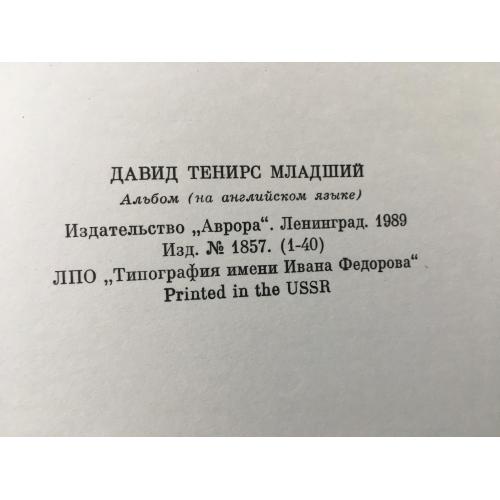 ДАВИД ТЕНИРС МЛАДШИЙ
Альбом (на английском языке)
Издательство „Аврора“. Ленинград. 1989
Изд. № 1857. (1-40)
ЛПО „Типография имени Ивана Федорова“
Printed in the USSR